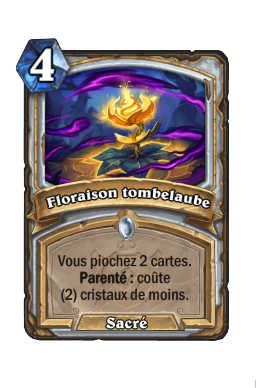 4
Floraison tombelaube
Vous piochez 2 cartes.
Parenté : coûte
(2) cristaux de moins.
Sacré